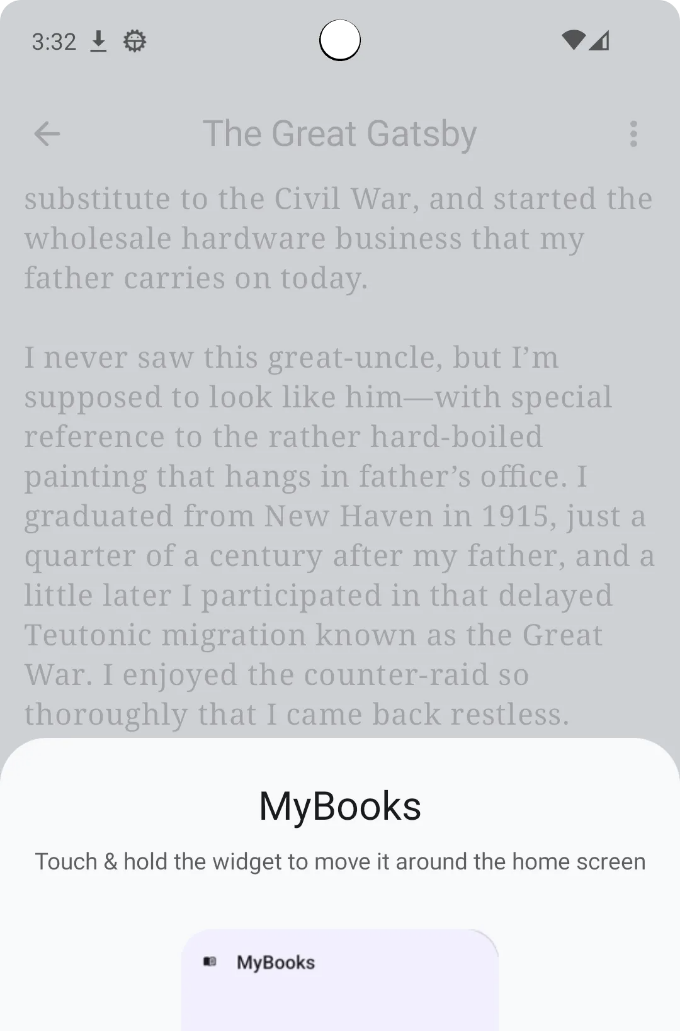 3:32
The Great Gatsby
substitute to the Civil War, and started the
wholesale hardware business that my
father carries on today.
I never saw this great-uncle, but I’m
supposed to look like him—with special
reference to the rather hard-boiled
painting that hangs in father’s office. I
graduated from New Haven in 1915, just a
quarter of a century after my father, and a
little later I participated in that delayed
Teutonic migration known as the Great
War. I enjoyed the counter-raid so
thoroughly that I came back restless.
MyBooks
Touch & hold the widget to move it around the home screen
MyBooks